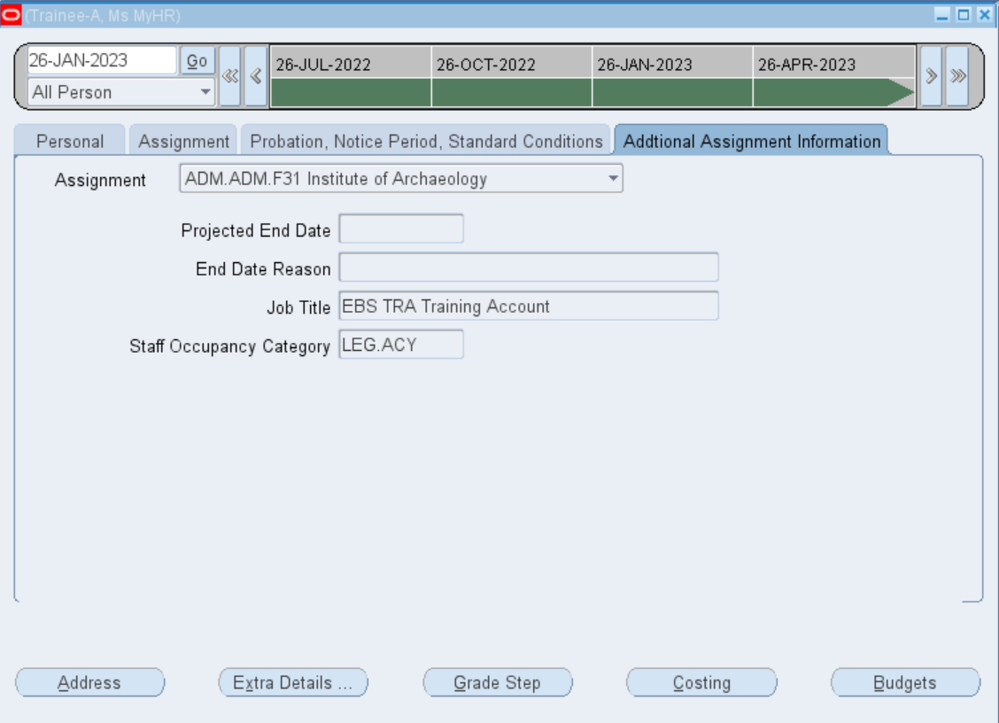 (Trainee-A, Ms MyHR)
26-JAN-2023 Go 26-JUL-2022 26-OCT-2022 26-JAN-2023 26-APR-2023
All Person
Personal Assignment Probation, Notice Period, Standard Conditions Addtional Assignment Information
Assignment ADM.ADM.F31 Institute of Archaeology
Projected End Date
End Date Reason
Job Title EBS TRA Training Account
Staff Occupancy Category LEG.ACY
Address Extra Details ... Grade Step Costing Budgets